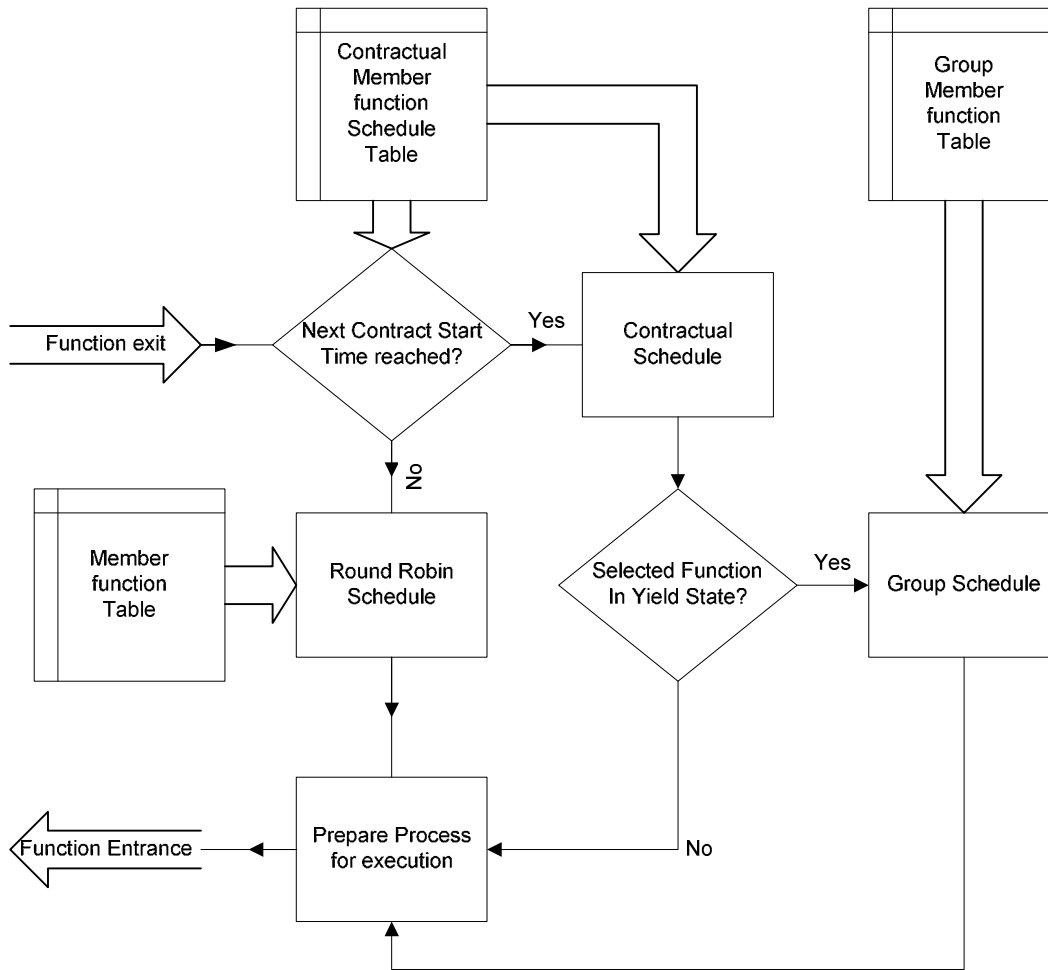 Contractual
Member
function
Schedule
Table
Group
Member
function
Table
Function exit
Next Contract Start
Time reached?
Yes
Contractual
Schedule
No
Member
function
Table
Round Robin
Schedule
Selected Function
In Yield State?
Yes
Group Schedule
No
Prepare Process
for execution
Function Entrance